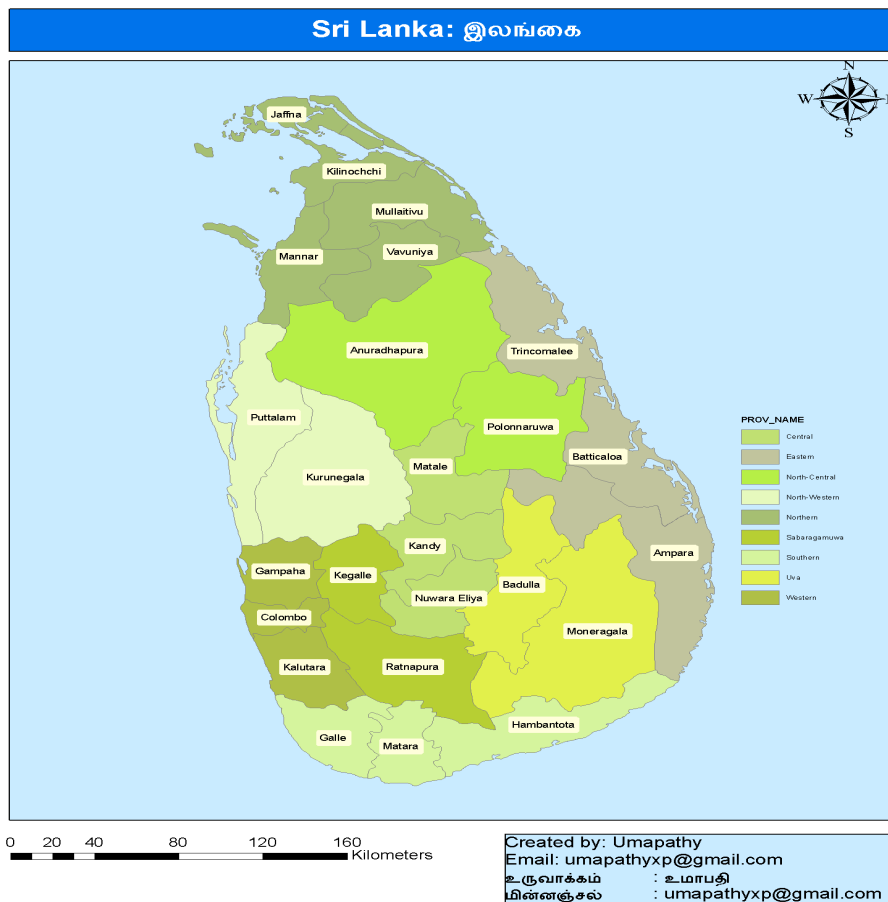 Sri Lanka: இலங்கை
N
W
S
Jaffna
Kilinochchi
Mullaitivu
Vavuniya
Mannar
Anuradhapura
Trincomalee
Puttalam
Polonnaruwa
Batticaloa
Matale
Kurunegala
Kandy
Ampara
Gampaha
Kegalle
Badulla
Nuwara Eliya
Colombo
Moneragala
Kalutara
Ratnapura
Hambantota
Galle
Matara
PROV_NAME
Central
Eastern
North-Central
North-Western
Northern
Sabaragamuwa
Southern
Uva
Western
0 20 40 80 120 160
Kilometers
Created by: Umapathy
Email: umapathyxp@gmail.com
உருவாக்கம் : உமாபதி
மின்னஞ்சல் : umapathyxp@gmail.com